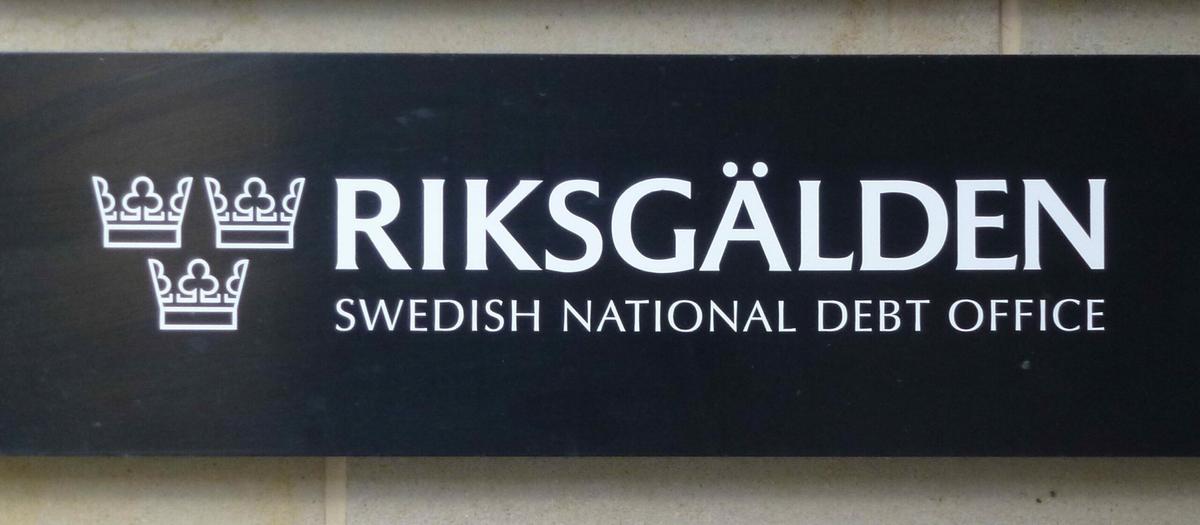 RIKSGÄLDEN
SWEDISH NATIONAL DEBT OFFICE